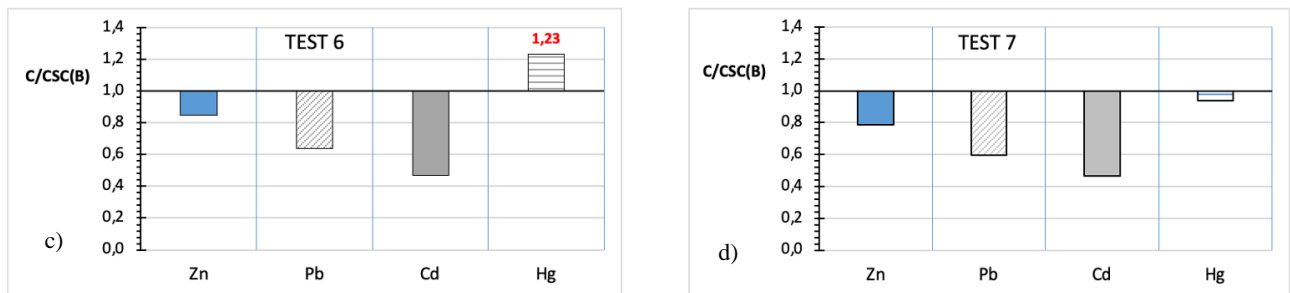 1,4
TEST 6
1,23
1,2
C/CSC(B)
1,0
0,8
0,6
0,4
0,2
c)
0,0
Zn Pb Cd Hg
1,4
TEST 7
1,2
C/CSC(B)
1,0
0,8
0,6
0,4
0,2
d)
0,0
Zn Pb Cd Hg